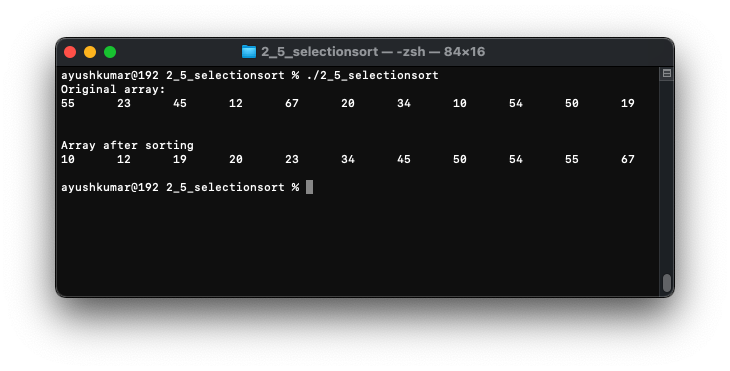 2_5_selectionsort — -zsh — 84×16
ayushkumar@192 2_5_selectionsort % ./2_5_selectionsort
Original array:
55 23 45 12 67 20 34 10 54 50 19
Array after sorting
10 12 19 20 23 34 45 50 54 55 67
ayushkumar@192 2_5_selectionsort %